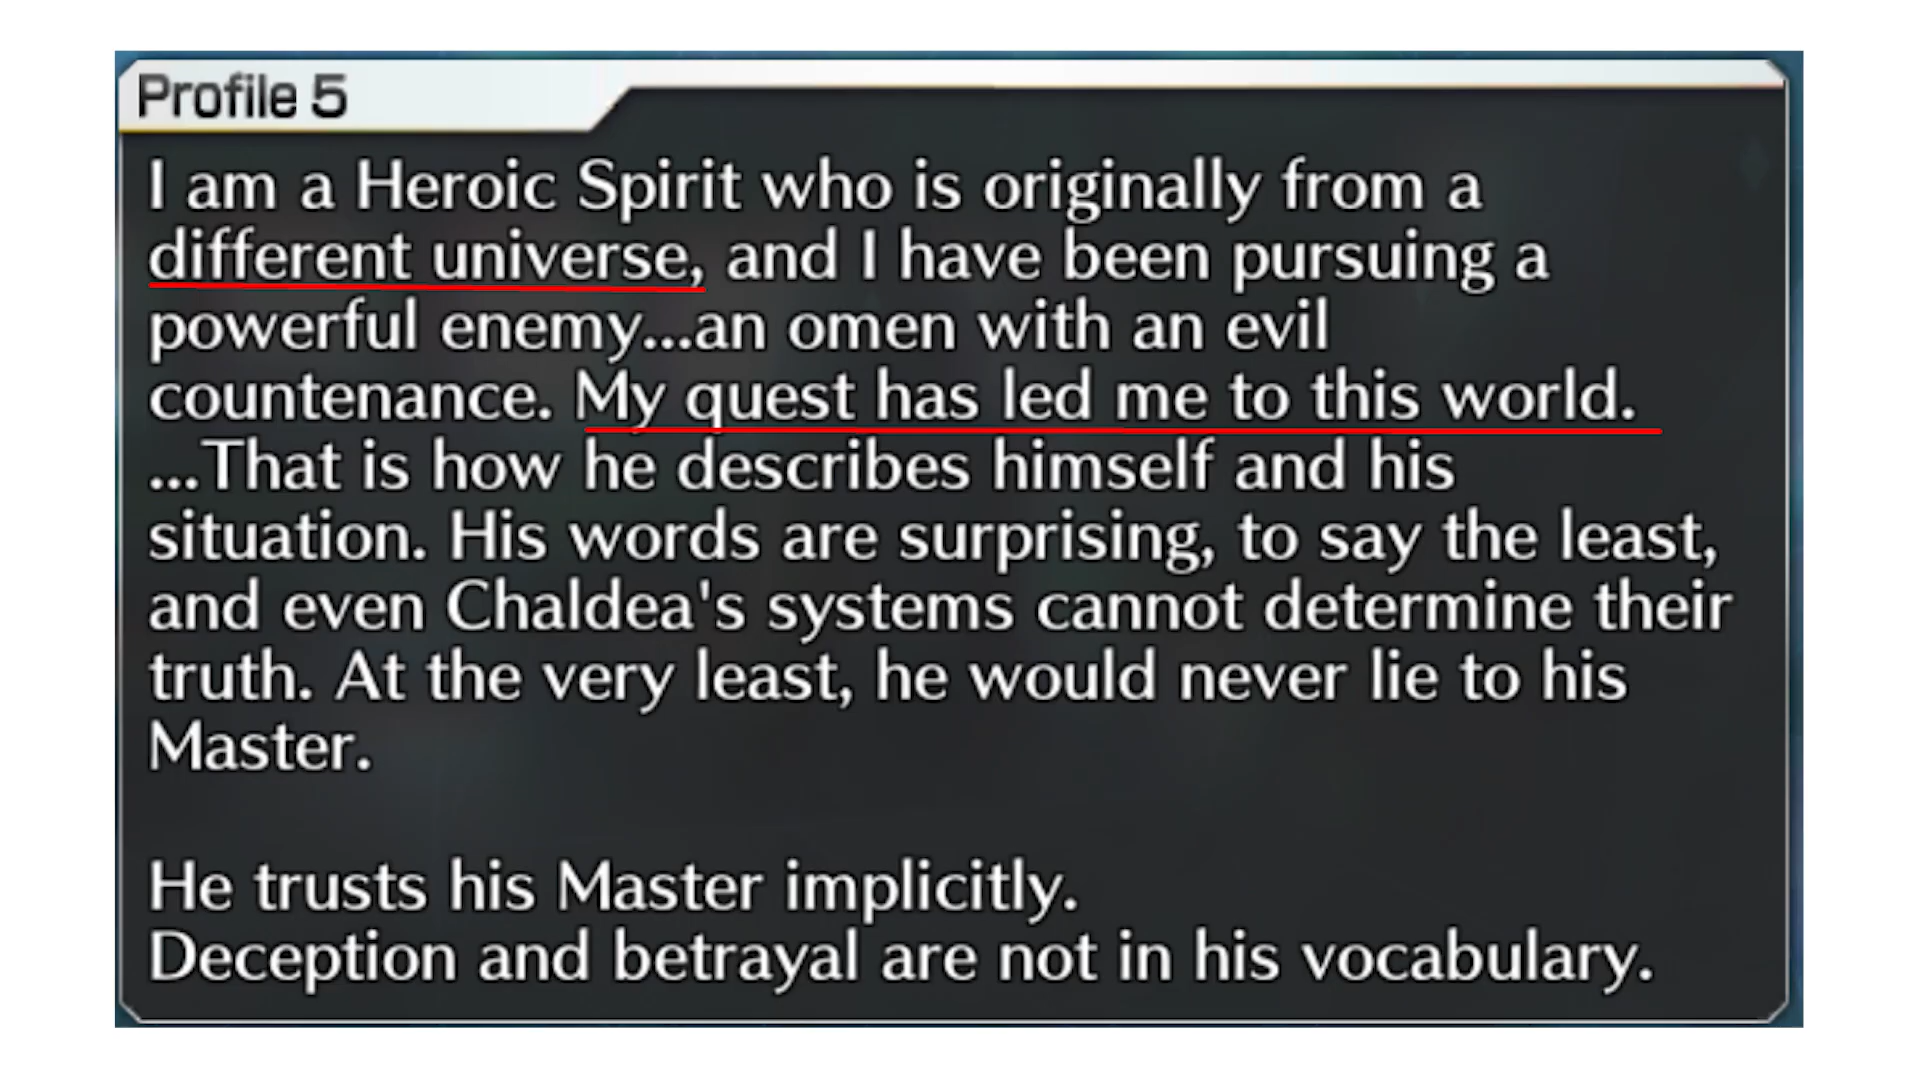 Profile 5
I am a Heroic Spirit who is originally from a
different universe, and I have been pursuing a
powerful enemy...an omen with an evil
countenance. My quest has led me to this world.
...That is how he describes himself and his
situation. His words are surprising, to say the least,
and even Chaldea's systems cannot determine their
truth. At the very least, he would never lie to his
Master.
He trusts his Master implicitly.
Deception and betrayal are not in his vocabulary.